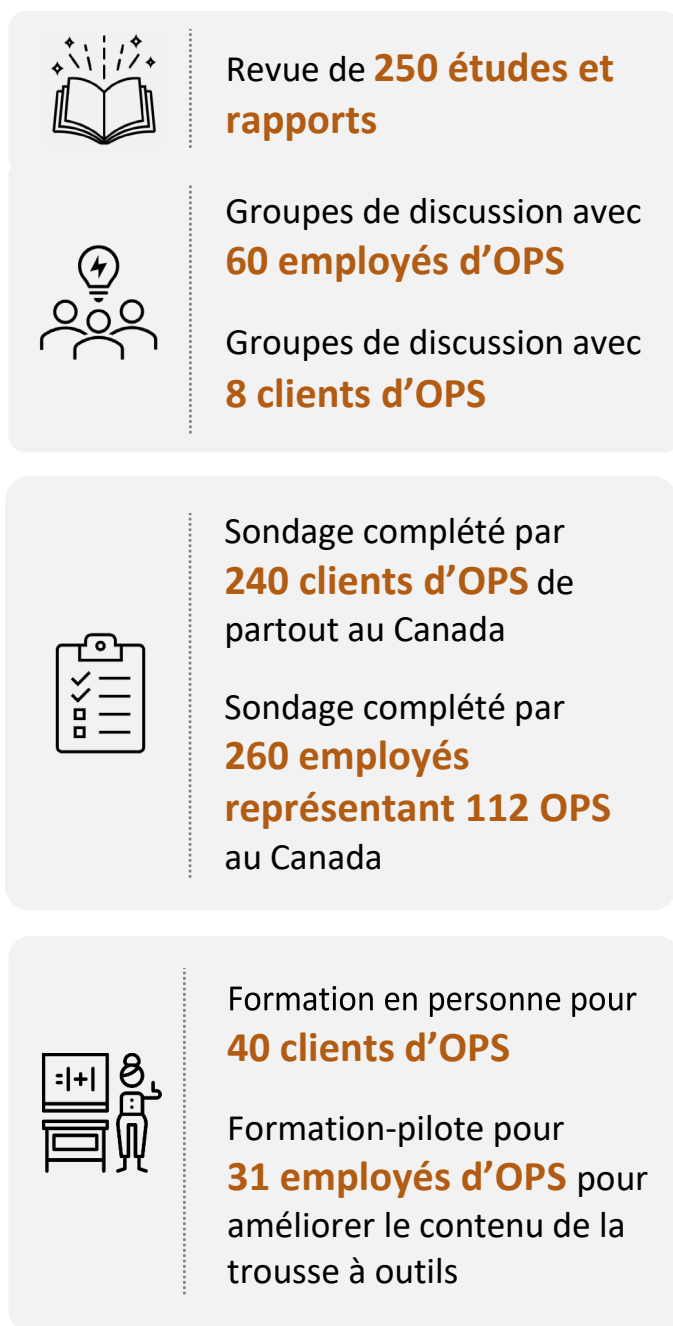 Revue de 250 études et
rapports
Groupes de discussion avec
60 employés d’OPS
Groupes de discussion avec
8 clients d’OPS
Sondage complété par
240 clients d’OPS de
partout au Canada
Sondage complété par
260 employés
représentant 112 OPS
au Canada
Formation en personne pour
40 clients d’OPS
Formation-pilote pour
31 employés d’OPS pour
améliorer le contenu de la
trousse à outils